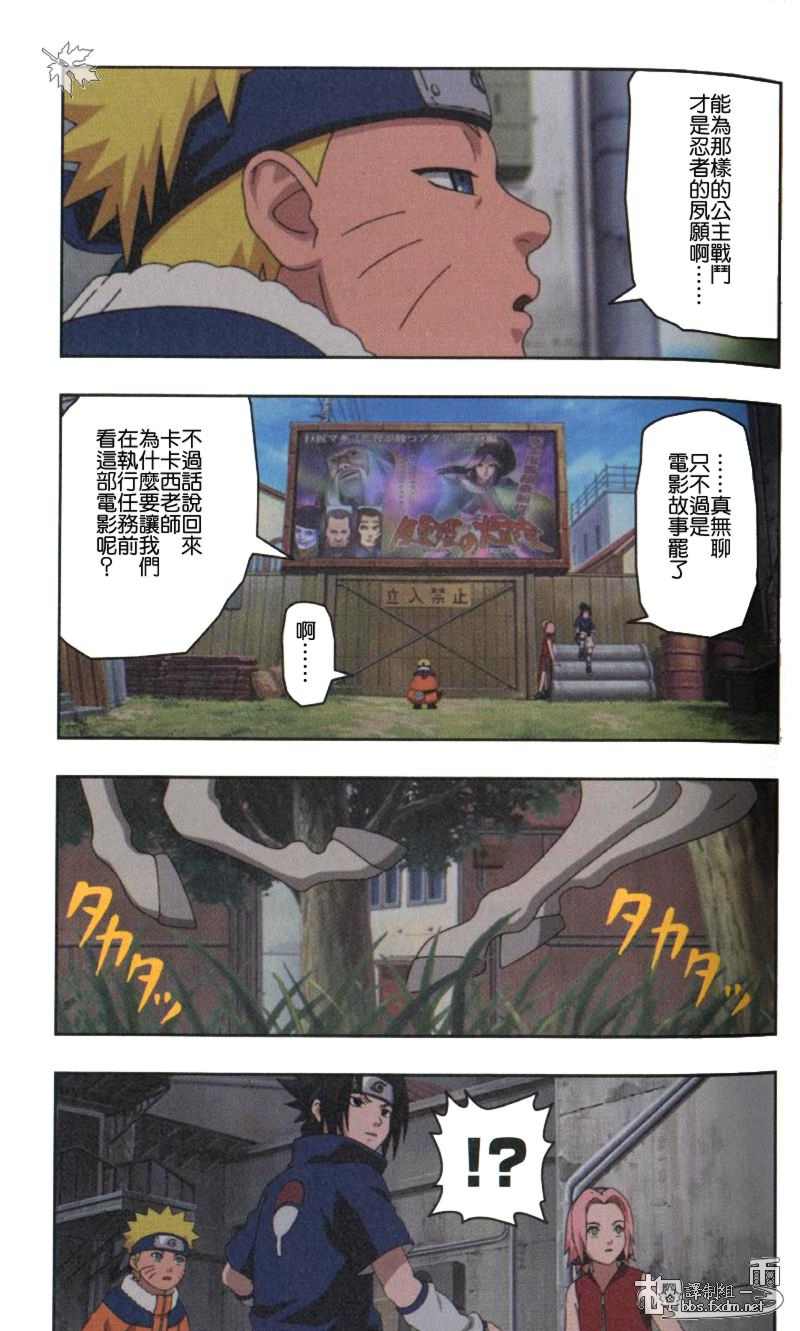 能為那樣的公主戰鬥
才是忍者的夙願啊……
……真無聊
只不過是
電影故事罷了
不過話說回來
卡卡西老師
為什麼要讓我們
在執行任務前
看這部電影呢?
立入禁止
啊……
タカタッ
タカタッ
!?
譯制組
bbs.fxdm.net